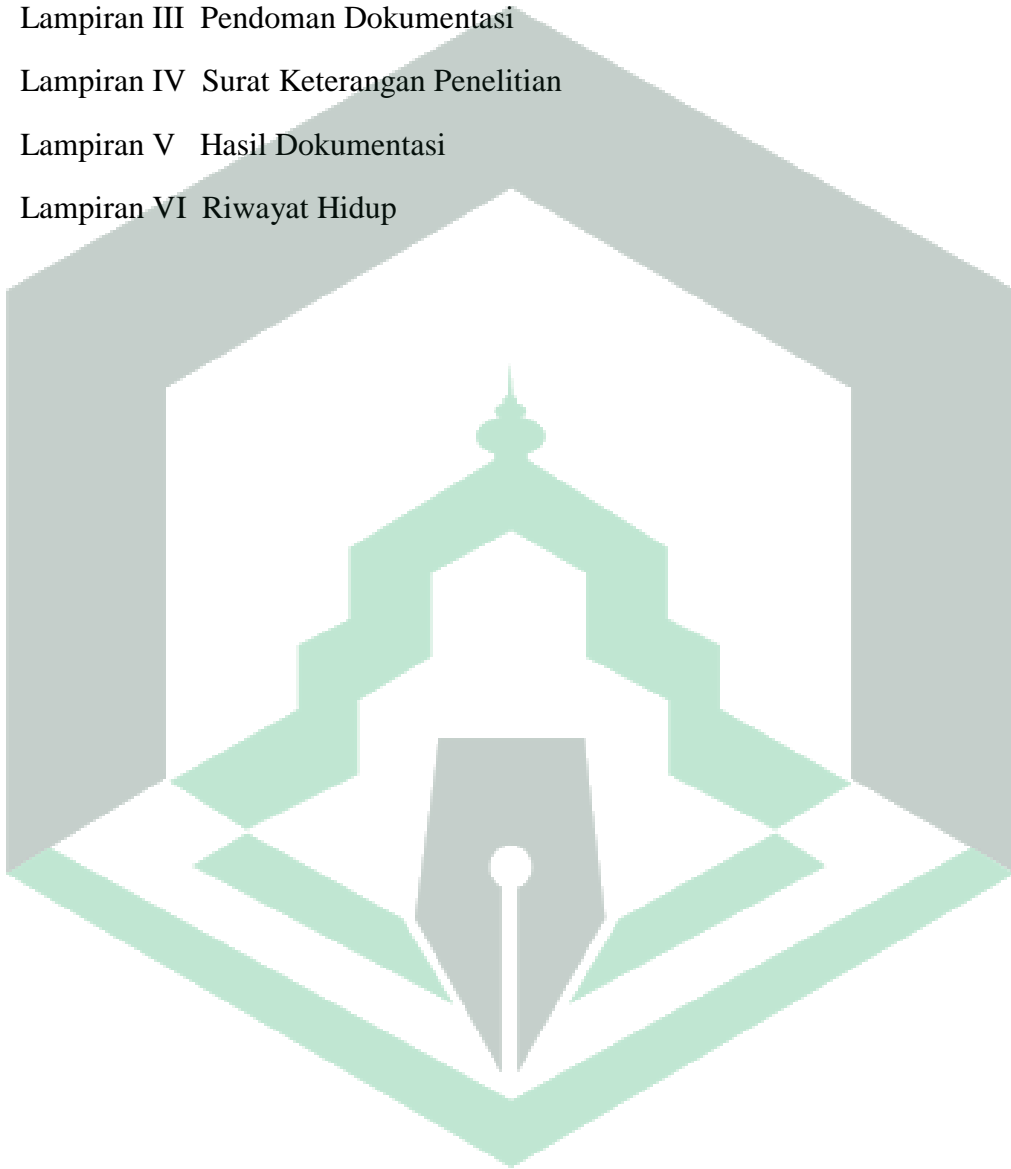 Lampiran III Pendoman Dokumentasi
Lampiran IV Surat Keterangan Penelitian
Lampiran V Hasil Dokumentasi
Lampiran VI Riwayat Hidup